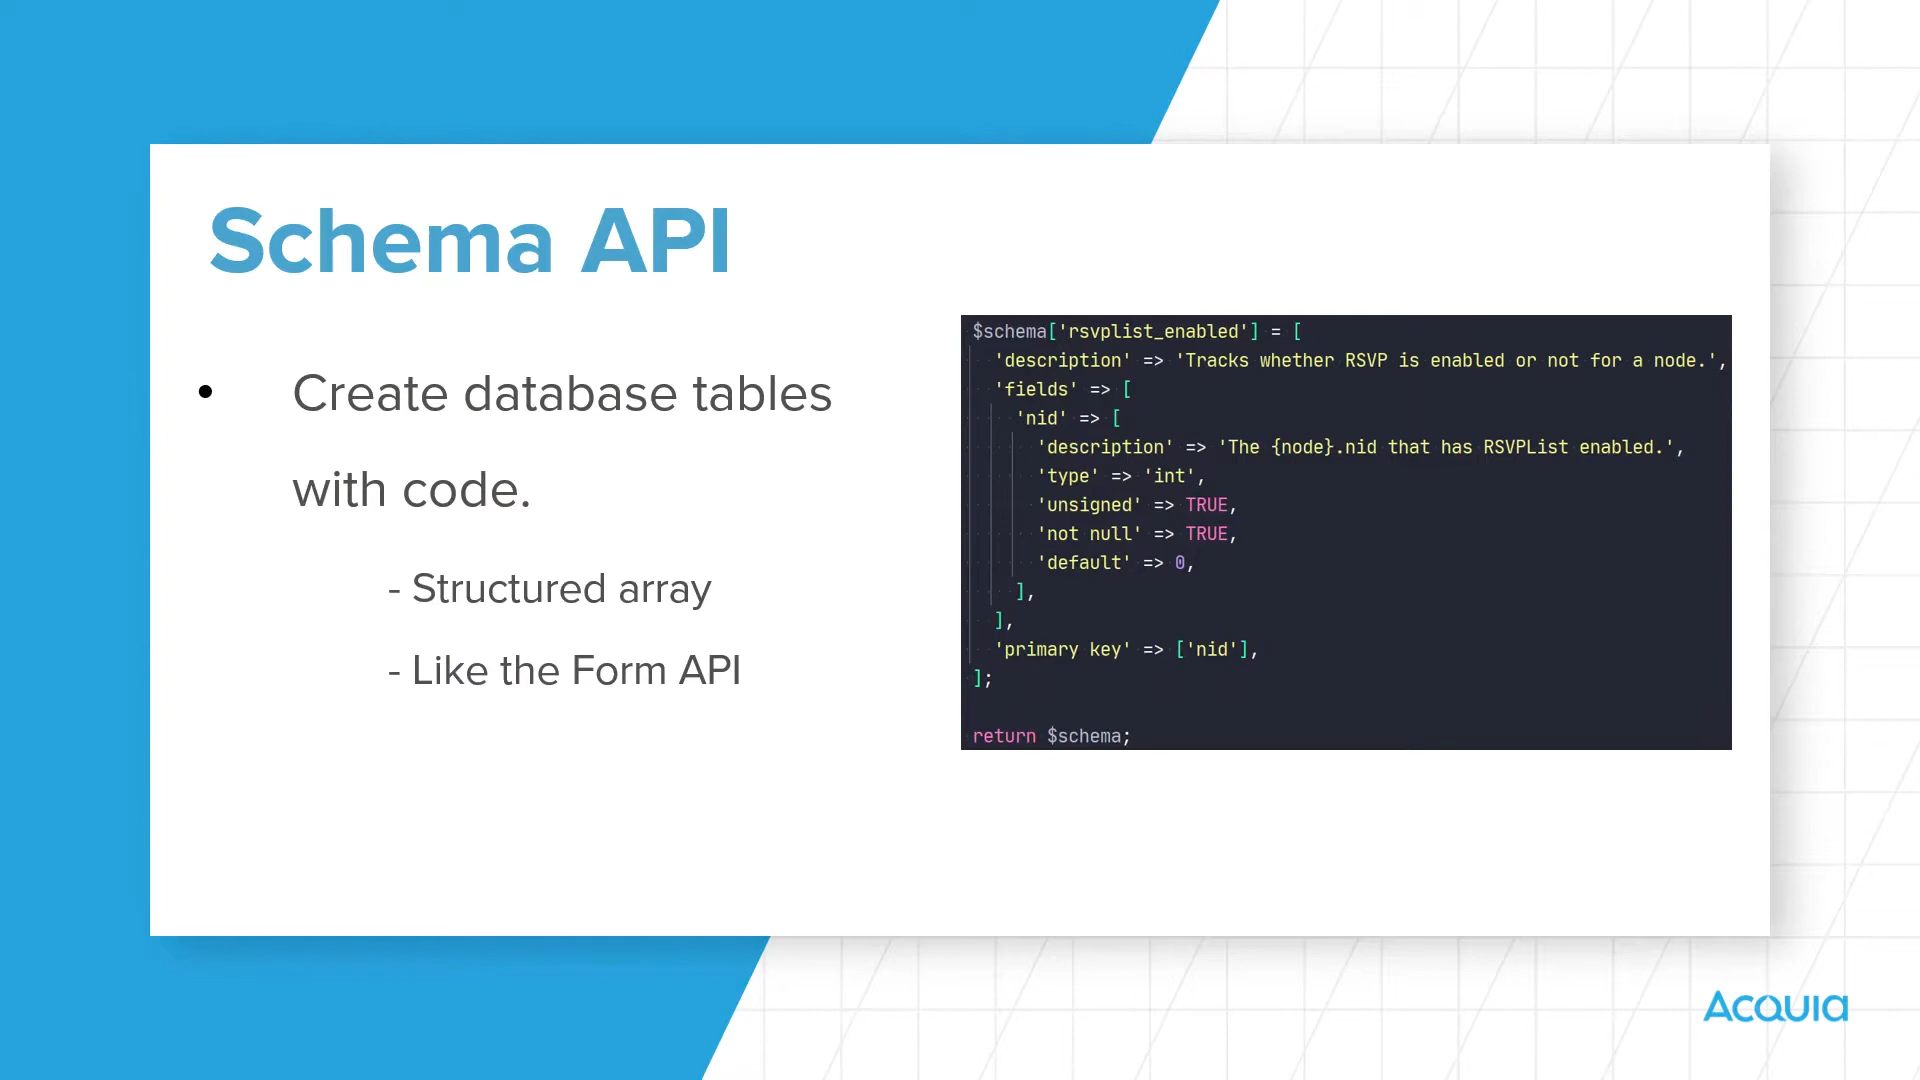 Schema API
• Create database tables
with code.
- Structured array
- Like the Form API
$schema['rsvplist_enabled'] = [
'description' => 'Tracks whether RSVP is enabled or not for a node.',
'fields' => [
'nid' => [
'description' => 'The {node}.nid that has RSVPList enabled.',
'type' => 'int',
'unsigned' => TRUE,
'not null' => TRUE,
'default' => 0,
],
],
'primary key' => ['nid'],
];
return $schema;
Acquia